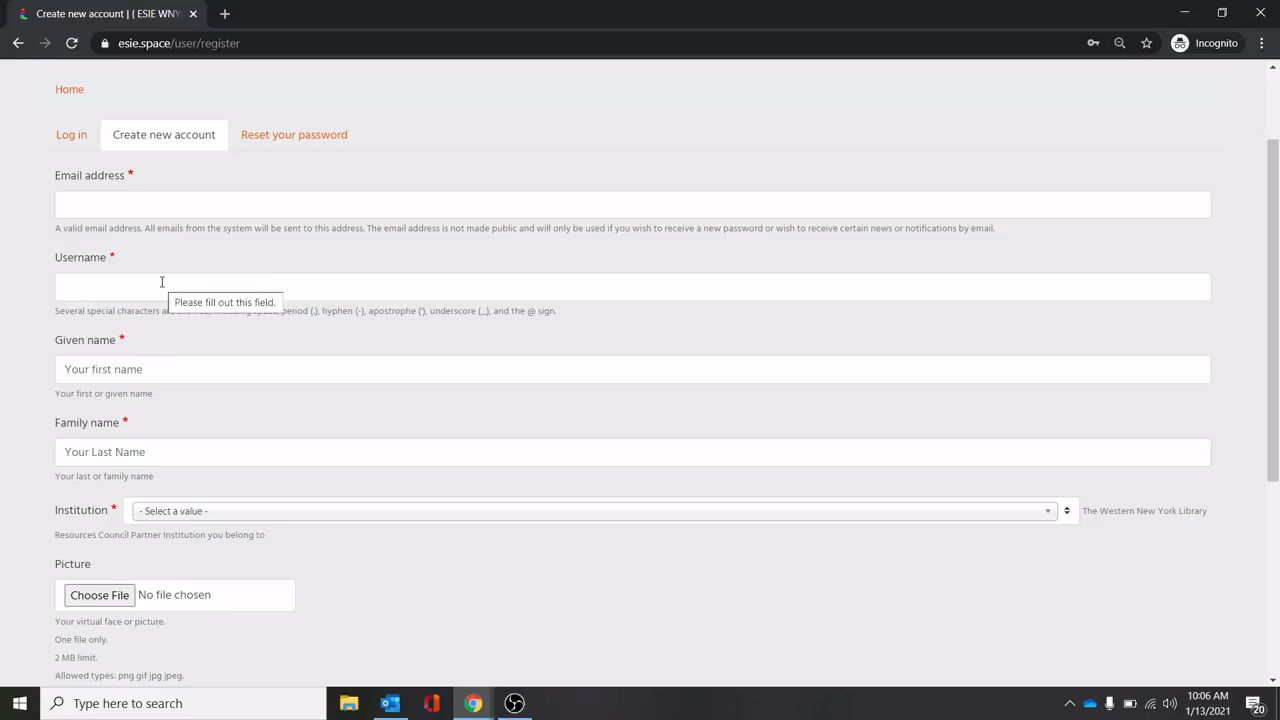 Create new account | ( ESIE WNY
esie.space/user/register
Incognito
Home
Log in
Create new account
Reset your password
Email address *
A valid email address. All emails from the system will be sent to this address. The email address is not made public and will only be used if you wish to receive a new password or wish to receive certain news or notifications by email.
Username *
Please fill out this field.
Several special characters period (.), hyphen (-), apostrophe ('), underscore (_), and the @ sign.
Given name *
Your first name
Your first or given name
Family name *
Your Last Name
Your last or family name
Institution *
- Select a value -
The Western New York Library
Resources Council Partner Institution you belong to
Picture
Choose File No file chosen
Your virtual face or picture.
One file only.
2 MB limit.
Allowed types: png gif jpg jpeg.
Type here to search
10:06 AM
1/13/2021
20